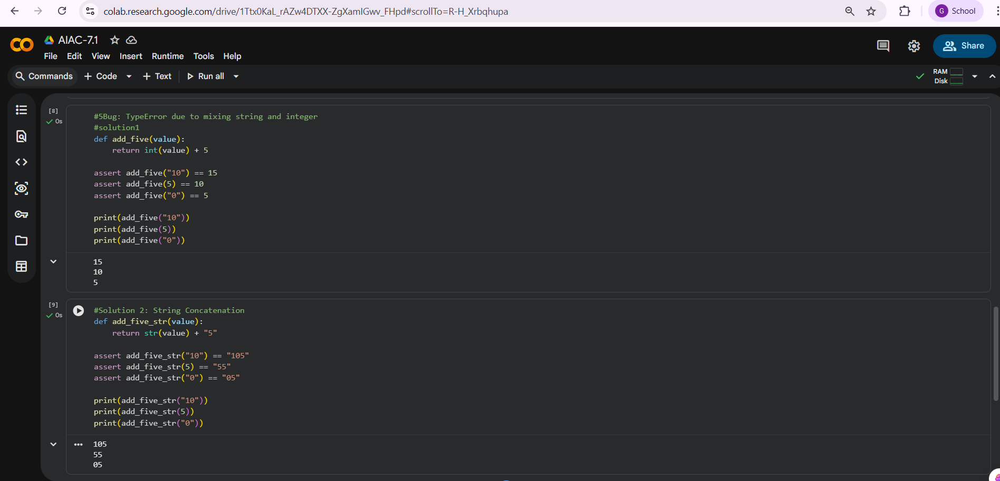 colab.research.google.com/drive/1Ttx0KaL_rAZw4DTXX-ZgXamIGwv_FHpd#scrollTo=R-H_Xrbqhupa
G School
CO AIAC-7.1
File Edit View Insert Runtime Tools Help
Share
Commands + Code + Text Run all
RAM
Disk
[8]
0s
#5Bug: TypeError due to mixing string and integer
#solution1
def add_five(value):
    return int(value) + 5
assert add_five("10") == 15
assert add_five(5) == 10
assert add_five("0") == 5
print(add_five("10"))
print(add_five(5))
print(add_five("0"))
15
10
5
[9]
0s
#Solution 2: String Concatenation
def add_five_str(value):
    return str(value) + "5"
assert add_five_str("10") == "105"
assert add_five_str(5) == "55"
assert add_five_str("0") == "05"
print(add_five_str("10"))
print(add_five_str(5))
print(add_five_str("0"))
105
55
05